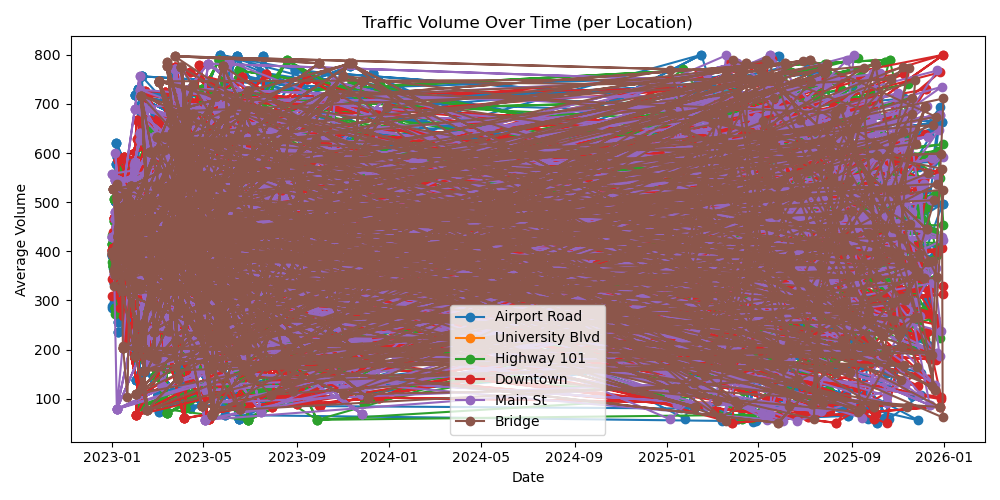 Traffic Volume Over Time (per Location)
Average Volume
800
700
600
500
400
300
200
100
Airport Road
University Blvd
Highway 101
Downtown
Main St
Bridge
2023-01 2023-05 2023-09 2024-01 2024-05 2024-09 2025-01 2025-05 2025-09 2026-01
Date